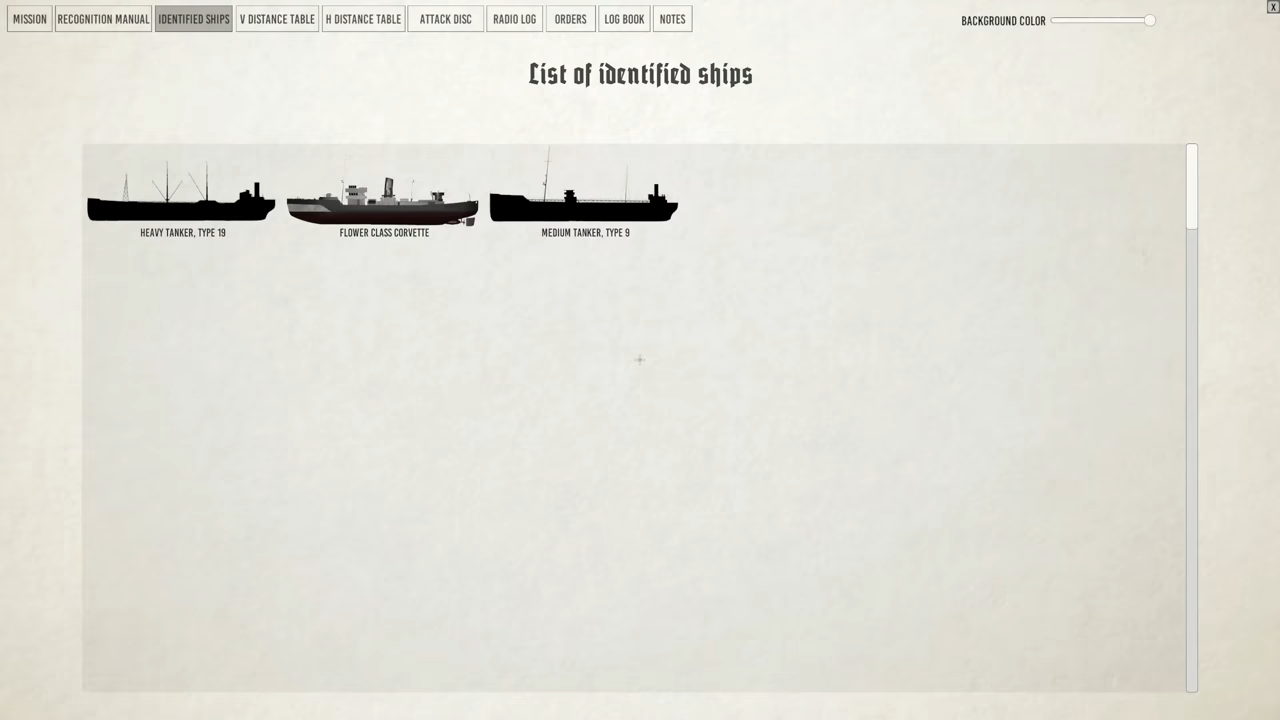 MISSION RECOGNITION MANUAL IDENTIFIED SHIPS V DISTANCE TABLE H DISTANCE TABLE ATTACK DISC RADIO LOG ORDERS LOG BOOK NOTES BACKGROUND COLOR X
List of identified ships
HEAVY TANKER, TYPE 19 FLOWER CLASS CORVETTE MEDIUM TANKER, TYPE 9